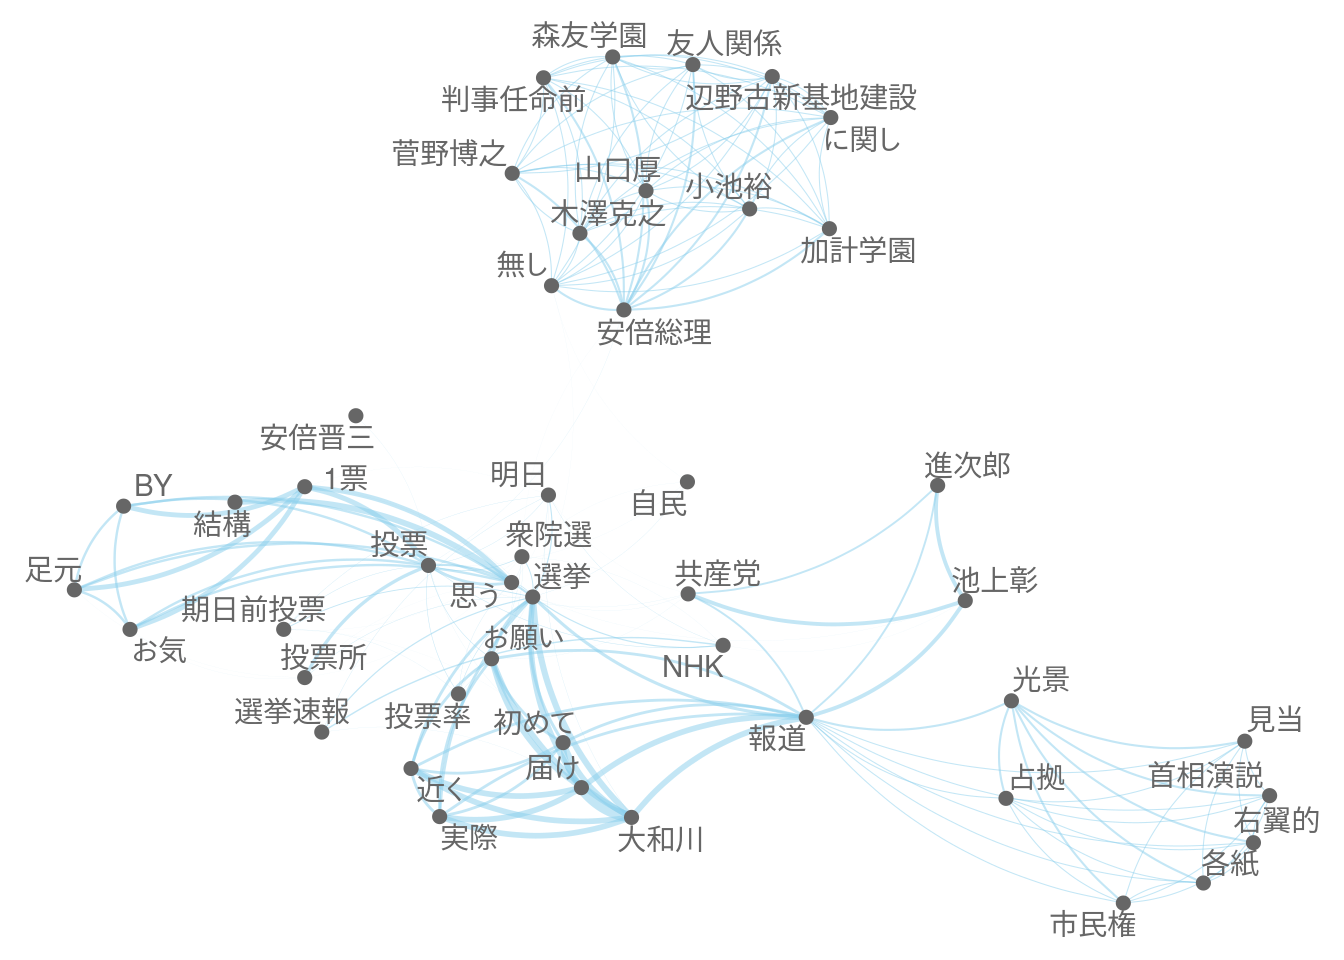 森友学園
友人関係
判事任命前
辺野古新基地建設
に関し
菅野博之
山口厚
小池裕
木澤克之
加計学園
無し
安倍総理
安倍晋三
1票
BY
結構
明日
自民
進次郎
投票
衆院選
足元
思う
選挙
共産党
池上彰
期日前投票
お気
お願い
投票所
NHK
光景
選挙速報
投票率
初めて
報道
見当
届け
占拠
首相演説
近く
右翼的
実際
大和川
各紙
市民権